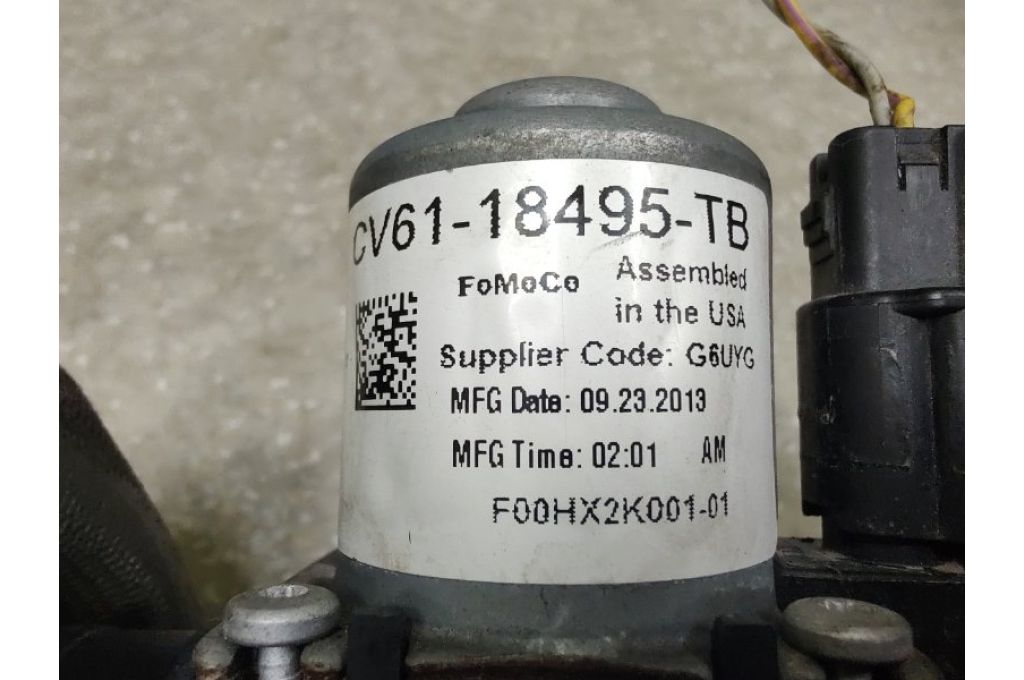 CV61-18495-TB
FoMoCo
Assembled
in the USA
Supplier Code: G6UYG
MFG Date: 09.23.2013
MFG Time: 02:01 AM
F00HX2K001-01